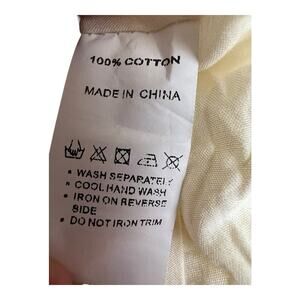 100% COTTON
MADE IN CHINA
• WASH SEPARATELY
• COOL HAND WASH
• IRON ON REVERSE
SIDE
• DO NOT IRON TRIM